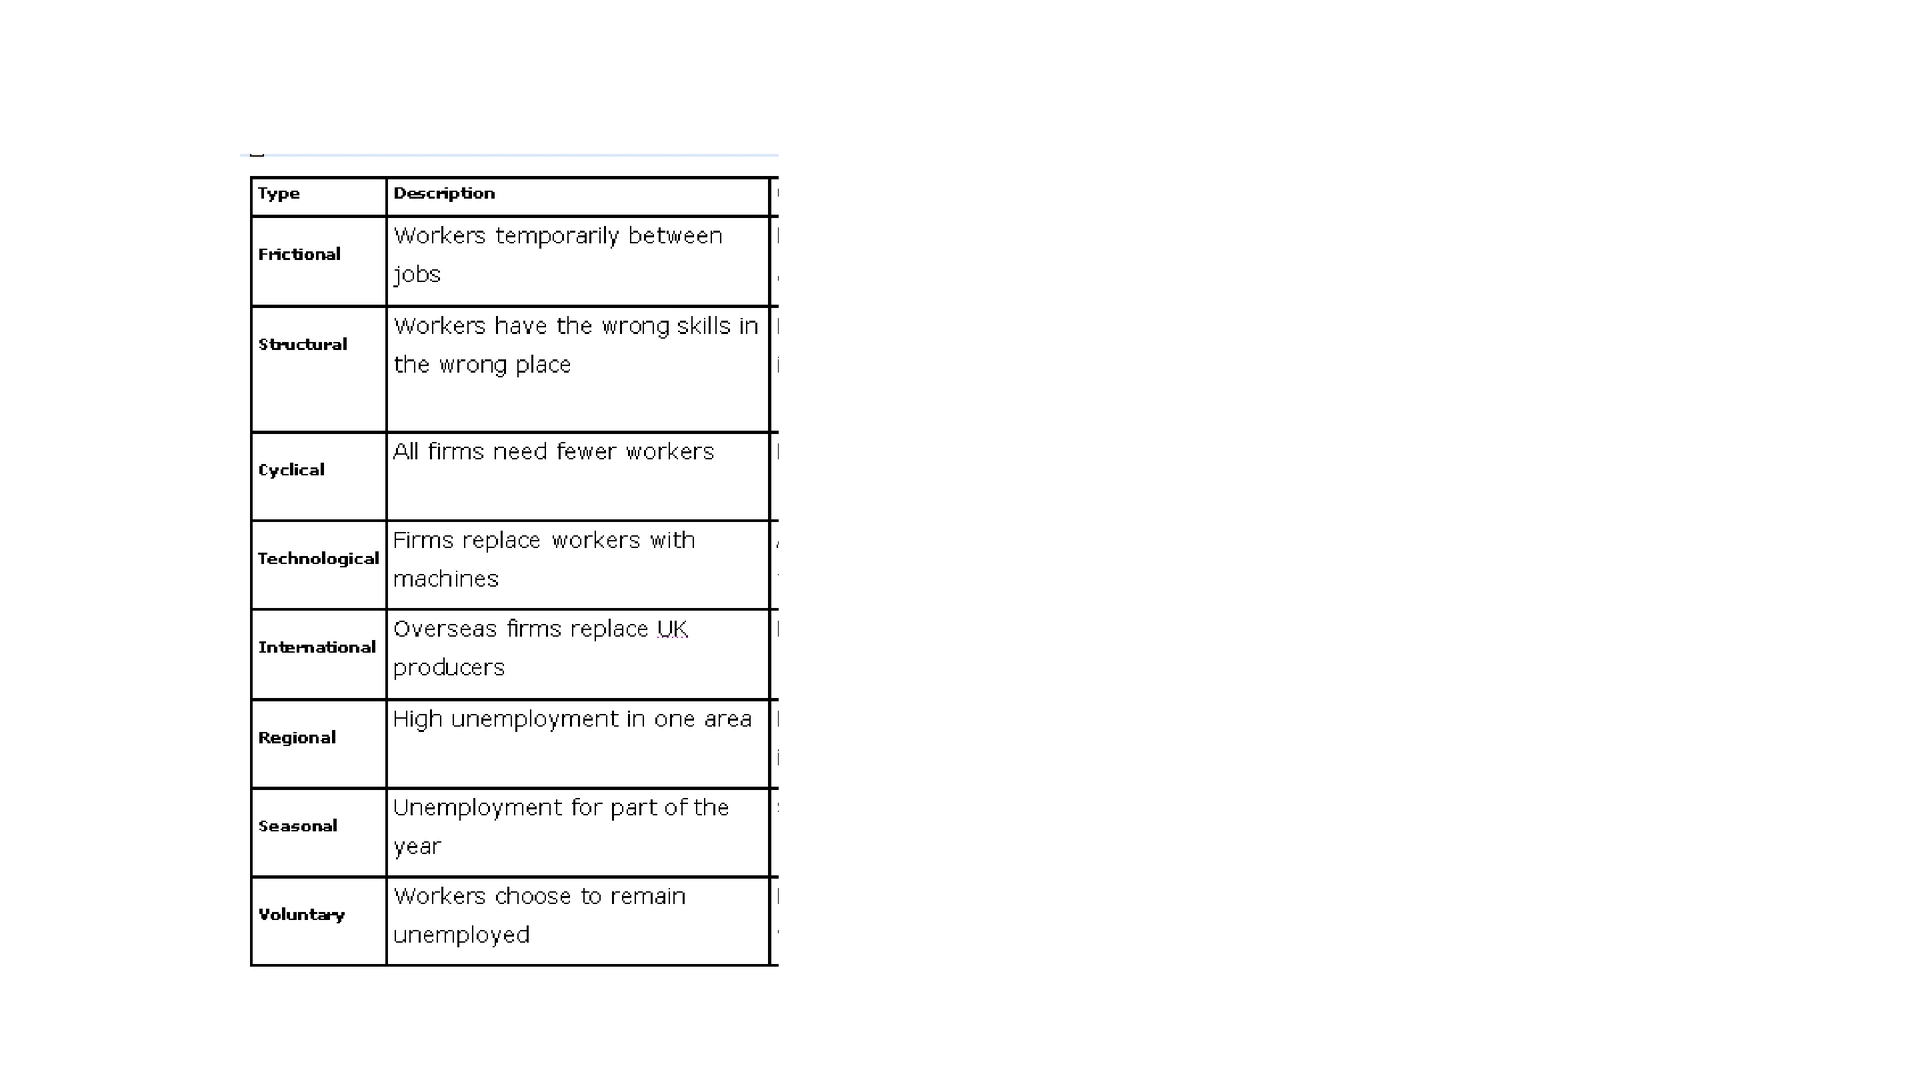 Type Description
Frictional
Workers temporarily between
jobs
Structural
Workers have the wrong skills in
the wrong place
Cyclical
All firms need fewer workers
Technological
Firms replace workers with
machines
International
Overseas firms replace UK
producers
Regional
High unemployment in one area
Seasonal
Unemployment for part of the
year
Voluntary
Workers choose to remain
unemployed